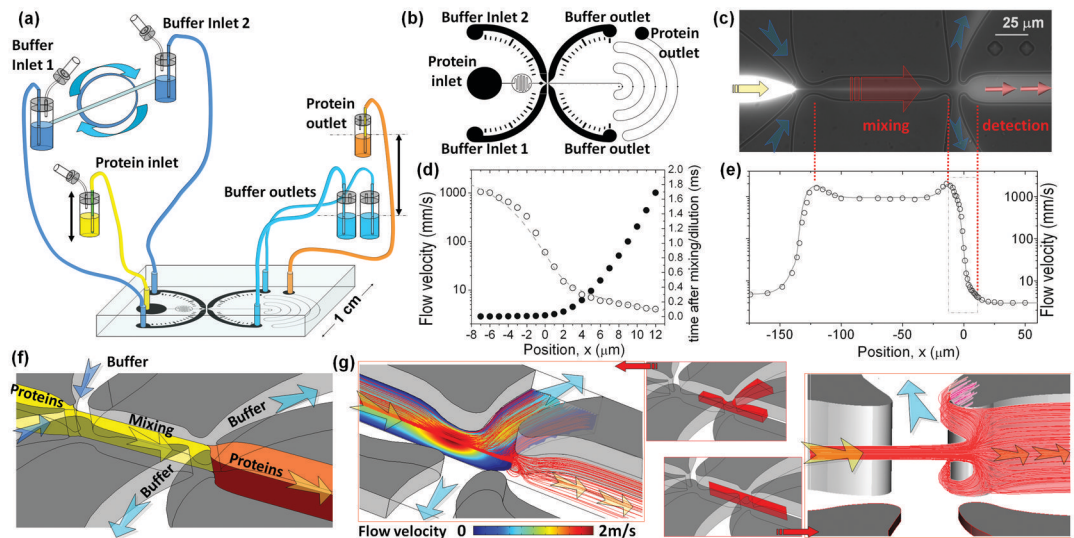 (a)
Buffer Inlet 2
Buffer
Inlet 1
Protein inlet
Protein
outlet
Buffer outlets
1 cm
(b)
Buffer Inlet 2
Buffer outlet
Protein
outlet
Protein
inlet
Buffer Inlet 1
Buffer outlet
(c)
25 μm
mixing
detection
(d)
1000
100
10
Flow velocity (mm/s)
-8 -6 -4 -2 0 2 4 6 8 10 12
Position, x (μm)
2.0
1.8
1.6
1.4
1.2
1.0
0.8
0.6
0.4
0.2
0.0
time after mixing/dilution (ms)
(e)
1000
100
10
Flow velocity (mm/s)
-150 -100 -50 0 50
Position, x (μm)
(f)
Buffer
Proteins
Mixing
Buffer
Buffer
Proteins
(g)
Flow velocity 0 2m/s